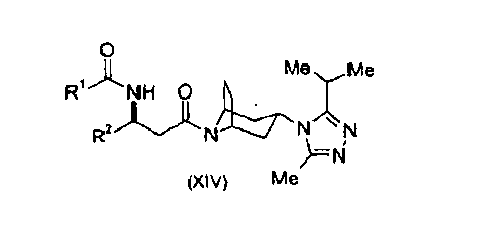 O
R¹ NH O
R² N
Me Me
N N
N
Me
(XIV)